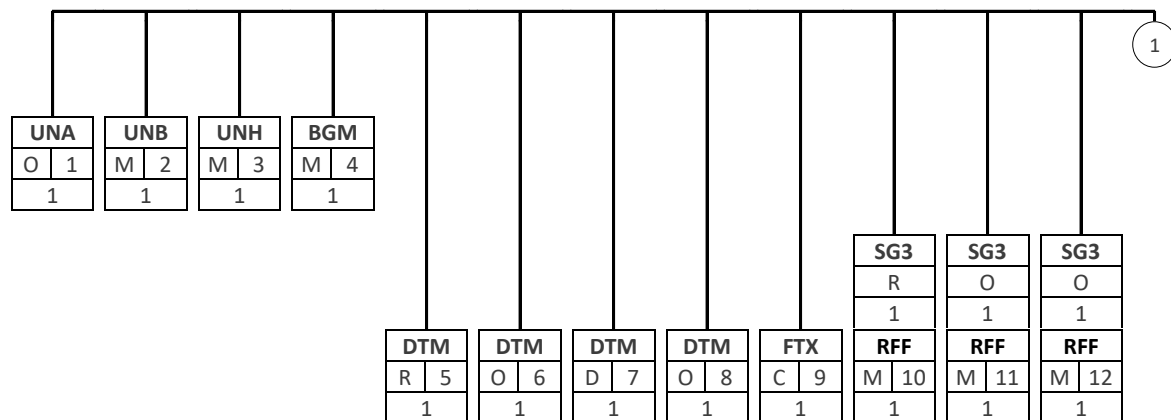 1
UNA UNB UNH BGM
O 1 M 2 M 3 M 4
1 1 1 1
SG3 SG3 SG3
R O O
1 1 1
DTM DTM DTM DTM FTX RFF RFF RFF
R 5 O 6 D 7 O 8 C 9 M 10 M 11 M 12
1 1 1 1 1 1 1 1